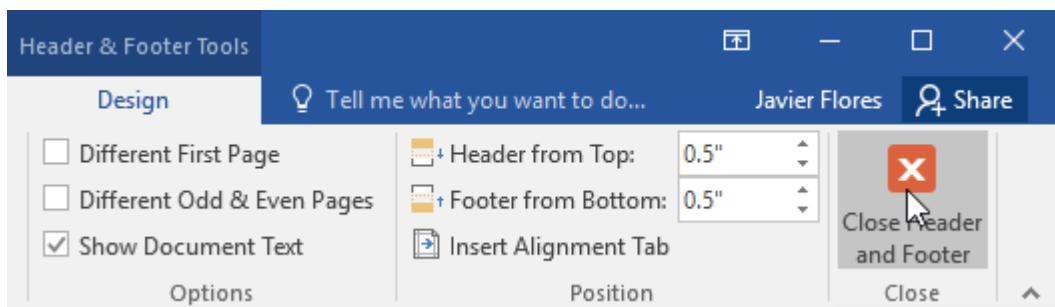 Header & Footer Tools
Design
Tell me what you want to do...
Javier Flores
Share
Different First Page
Different Odd & Even Pages
Show Document Text
Options
Header from Top: 0.5"
Footer from Bottom: 0.5"
Insert Alignment Tab
Position
Close Header
and Footer
Close